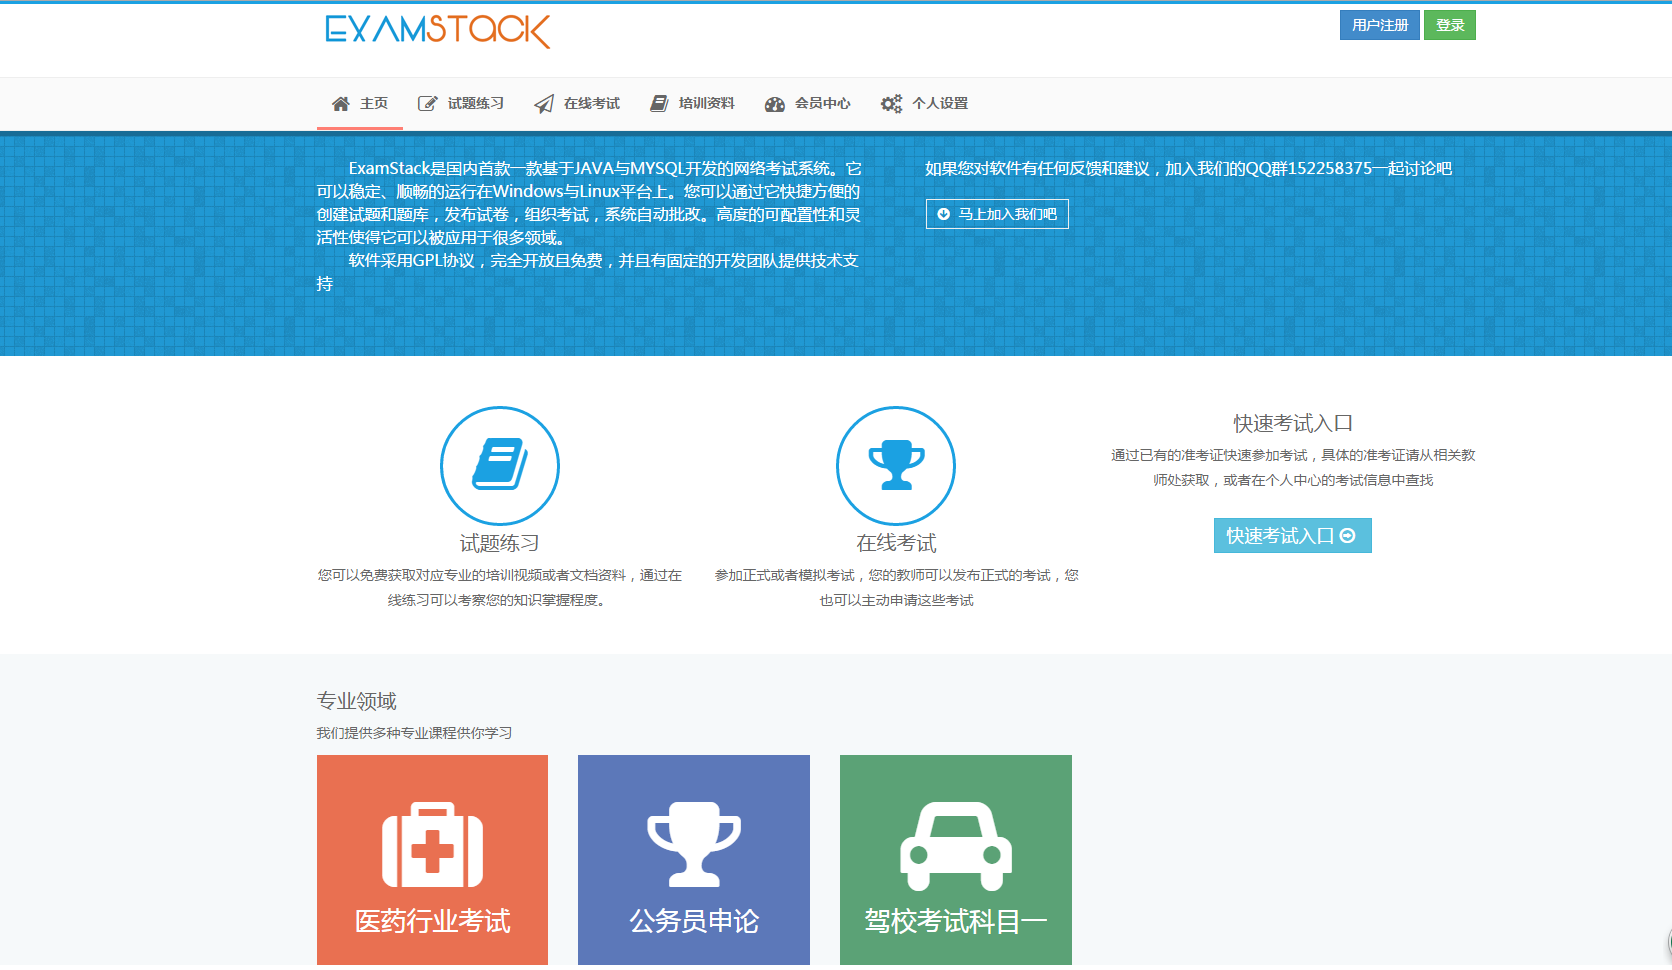 EXAMSTACK
用户注册 登录
主页 试题练习 在线考试 培训资料 会员中心 个人设置
ExamStack是国内首款一款基于JAVA与MYSQL开发的网络考试系统。它
可以稳定、顺畅的运行在Windows与Linux平台上。您可以通过它快捷方便的
创建试题和题库，发布试卷，组织考试，系统自动批改。高度的可配置性和灵
活性使得它可以被应用于很多领域。
软件采用GPL协议，完全开放且免费，并且有固定的开发团队提供技术支
持
如果您对软件有任何反馈和建议，加入我们的QQ群152258375一起讨论吧
马上加入我们吧
试题练习
您可以免费获取对应专业的培训视频或者文档资料，通过在
线练习可以考察您的知识掌握程度。
在线考试
参加正式或者模拟考试，您的教师可以发布正式的考试，您
也可以主动申请这些考试
快速考试入口
通过已有的准考证快速参加考试，具体的准考证请从相关教
师处获取，或者在个人中心的考试信息中查找
快速考试入口
专业领域
我们提供多种专业课程供你学习
医药行业考试
公务员申论
驾校考试科目一